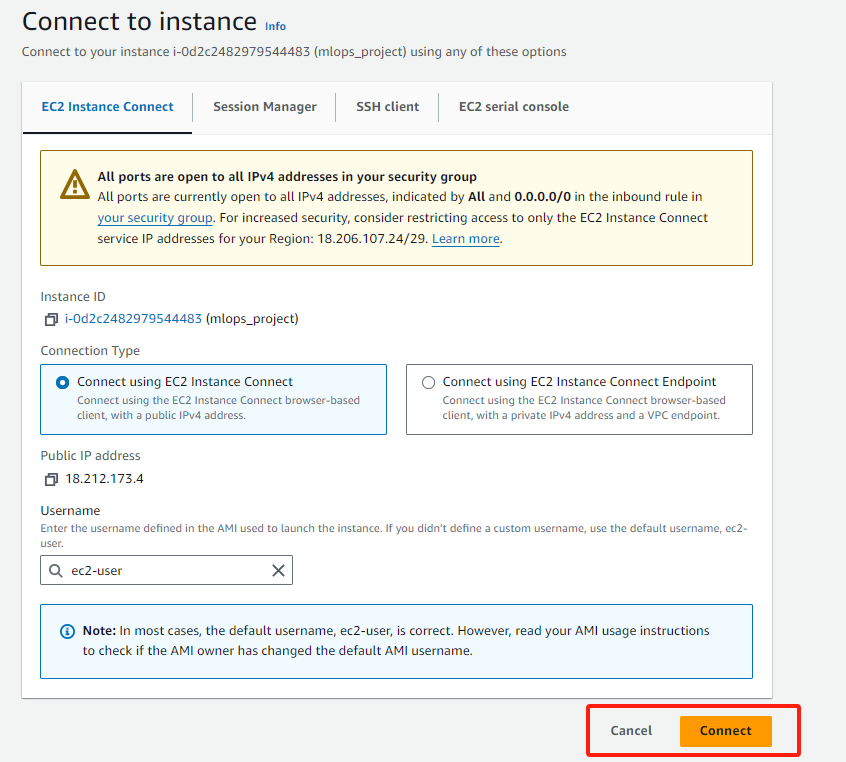 Connect to instance Info
Connect to your instance i-0d2c2482979544483 (mlops_project) using any of these options
EC2 Instance Connect
Session Manager
SSH client
EC2 serial console
All ports are open to all IPv4 addresses in your security group
All ports are currently open to all IPv4 addresses, indicated by All and 0.0.0.0/0 in the inbound rule in
your security group. For increased security, consider restricting access to only the EC2 Instance Connect
service IP addresses for your Region: 18.206.107.24/29. Learn more.
Instance ID
i-0d2c2482979544483 (mlops_project)
Connection Type
Connect using EC2 Instance Connect
Connect using the EC2 Instance Connect browser-based
client, with a public IPv4 address.
Connect using EC2 Instance Connect Endpoint
Connect using the EC2 Instance Connect browser-based
client, with a private IPv4 address and a VPC endpoint.
Public IP address
18.212.173.4
Username
Enter the username defined in the AMI used to launch the instance. If you didn't define a custom username, use the default username, ec2-
user.
ec2-user
Note: In most cases, the default username, ec2-user, is correct. However, read your AMI usage instructions
to check if the AMI owner has changed the default AMI username.
Cancel
Connect